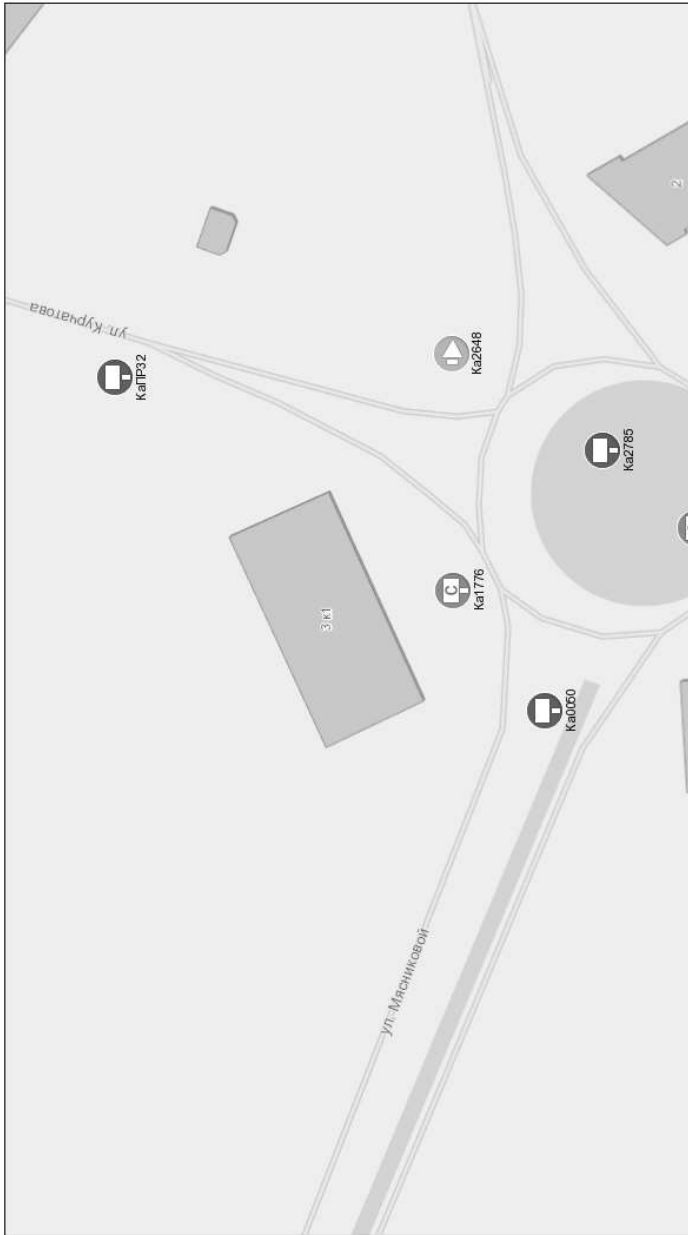 ул. Курчатова
КаПР32
Ка2648
2
Ка2785
3 к1
С
Ка1776
Ка0050
ул. Мясниковой